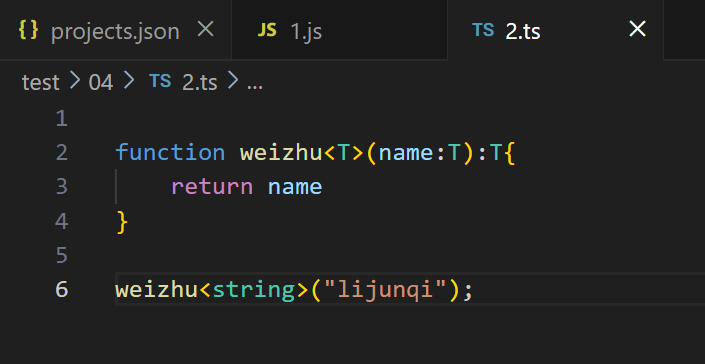 {} projects.json ×
JS 1.js
TS 2.ts ×
test > 04 > TS 2.ts > ...
1
2 function weizhu<T>(name:T):T{
3     return name
4 }
5
6 weizhu<string>("lijunqi");